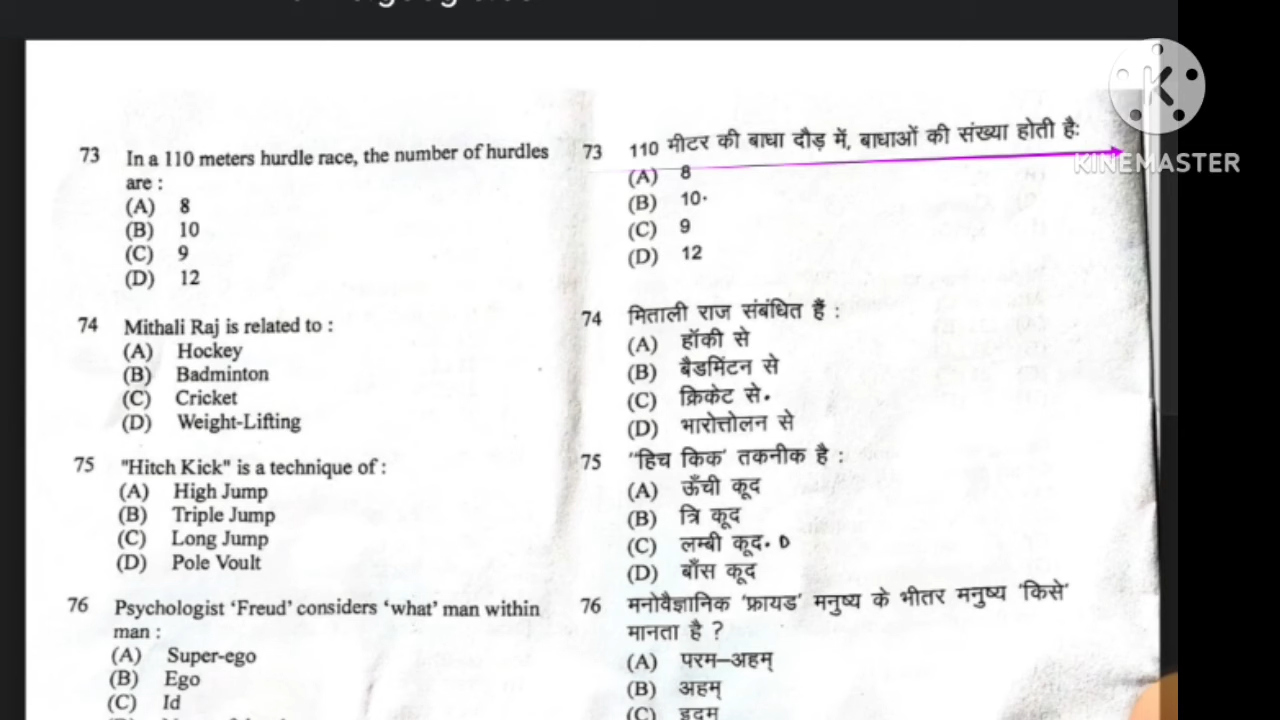 73 In a 110 meters hurdle race, the number of hurdles
are :
(A) 8
(B) 10
(C) 9
(D) 12
74 Mithali Raj is related to :
(A) Hockey
(B) Badminton
(C) Cricket
(D) Weight-Lifting
75 "Hitch Kick" is a technique of :
(A) High Jump
(B) Triple Jump
(C) Long Jump
(D) Pole Voult
76 Psychologist ‘Freud’ considers ‘what’ man within
man :
(A) Super-ego
(B) Ego
(C) Id
73 110 मीटर की बाधा दौड़ में, बाधाओं की संख्या होती है:
(A) 8
(B) 10.
(C) 9
(D) 12
74 मिताली राज संबंधित हैं :
(A) हॉकी से
(B) बैडमिंटन से
(C) क्रिकेट से.
(D) भारोत्तोलन से
75 “हिच किक’ तकनीक है :
(A) ऊँची कूद
(B) त्रि कूद
(C) लम्बी कूद. D
(D) बाँस कूद
76 मनोवैज्ञानिक ‘फ्रायड’ मनुष्य के भीतर मनुष्य ‘किसे’
मानता है ?
(A) परम–अहम्
(B) अहम्
(C) इदम्
K
KINEMASTER